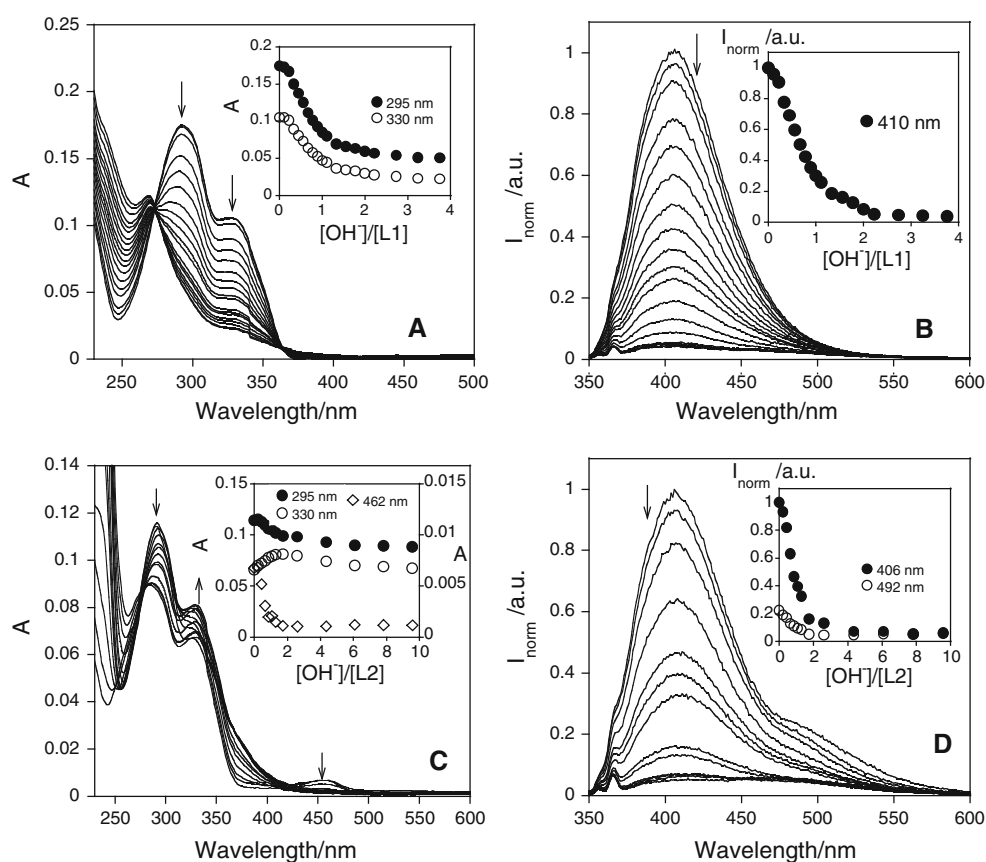 0.25
0.2
0.15
0.10
0.05
0
A
250 300 350 400 450 500
Wavelength/nm
A
0.2
0.15
0.1
0.05
0
A
295 nm
330 nm
0 1 2 3 4
[OH-]/[L1]
1
0.8
0.6
0.4
0.2
0
I norm /a.u.
350 400 450 500 550 600
Wavelength/nm
B
I norm /a.u.
1
0.8
0.6
0.4
0.2
0
410 nm
0 1 2 3 4
[OH-]/[L1]
0.14
0.12
0.1
0.08
0.06
0.04
0.02
0
A
250 300 350 400 450 500 550 600
Wavelength/nm
C
0.15
0.1
0.05
0
A
295 nm
330 nm
462 nm
0.015
0.01
0.005
0
A
0 2 4 6 8 10
[OH-]/[L2]
1
0.8
0.6
0.4
0.2
0
I norm /a.u.
350 400 450 500 550 600
Wavelength/nm
D
I norm /a.u.
1
0.8
0.6
0.4
0.2
0
406 nm
492 nm
0 2 4 6 8 10
[OH-]/[L2]